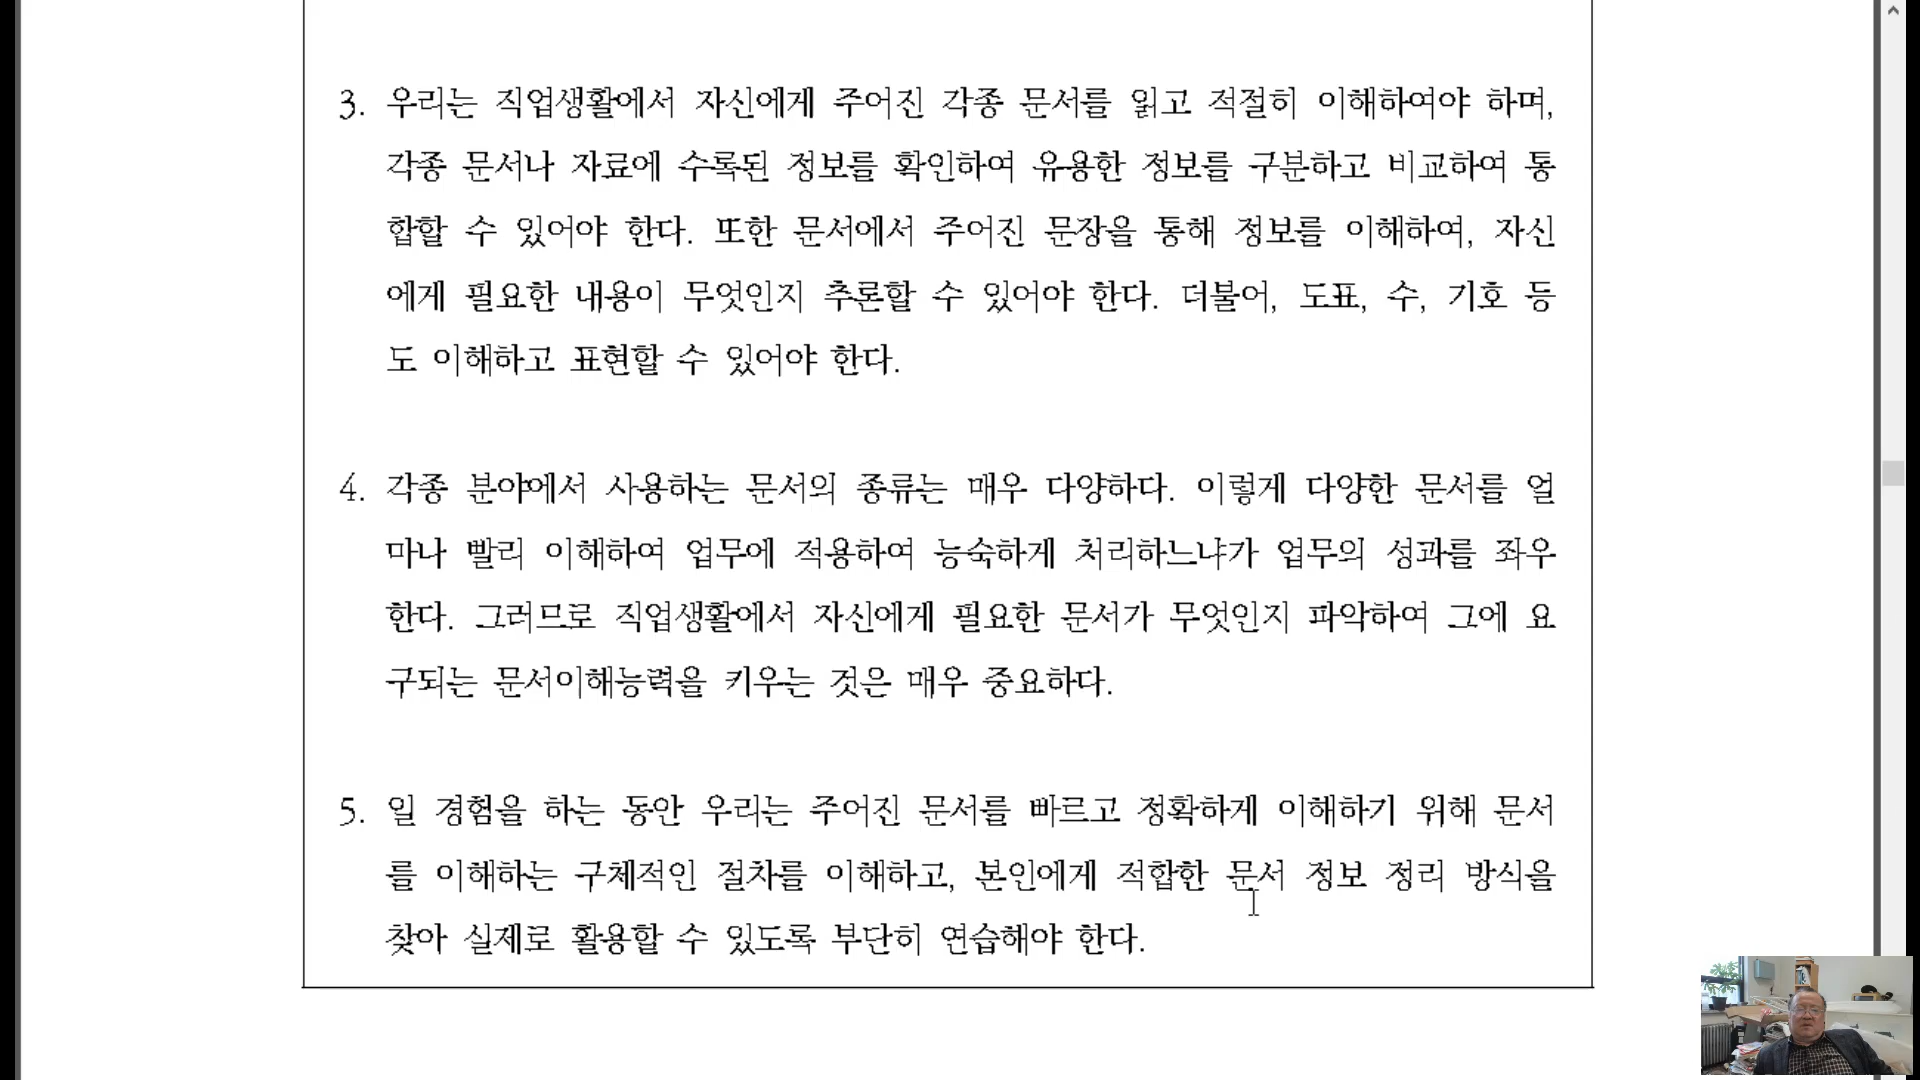 3. 우리는 직업생활에서 자신에게 주어진 각종 문서를 읽고 적절히 이해하여야 하며,
각종 문서나 자료에 수록된 정보를 확인하여 유용한 정보를 구분하고 비교하여 통
합할 수 있어야 한다. 또한 문서에서 주어진 문장을 통해 정보를 이해하여, 자신
에게 필요한 내용이 무엇인지 추론할 수 있어야 한다. 더불어, 도표, 수, 기호 등
도 이해하고 표현할 수 있어야 한다.
4. 각종 분야에서 사용하는 문서의 종류는 매우 다양하다. 이렇게 다양한 문서를 얼
마나 빨리 이해하여 업무에 적용하여 능숙하게 처리하느냐가 업무의 성과를 좌우
한다. 그러므로 직업생활에서 자신에게 필요한 문서가 무엇인지 파악하여 그에 요
구되는 문서이해능력을 키우는 것은 매우 중요하다.
5. 일 경험을 하는 동안 우리는 주어진 문서를 빠르고 정확하게 이해하기 위해 문서
를 이해하는 구체적인 절차를 이해하고, 본인에게 적합한 문서 정보 정리 방식을
찾아 실제로 활용할 수 있도록 부단히 연습해야 한다.